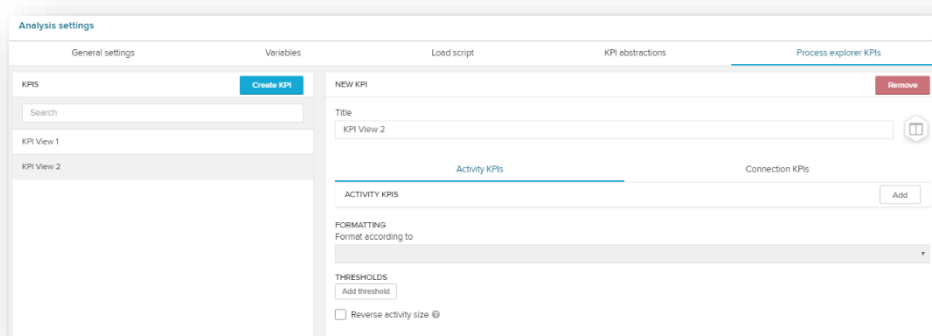 Analysis settings
General settings Variables Load script KPI abstractions Process explorer KPIs
KPIS Create KPI
Search
KPI View 1
KPI View 2
NEW KPI Remove
Title
KPI View 2
Activity KPIs Connection KPIs
ACTIVITY KPIS Add
FORMATTING
Format according to
THRESHOLDS
Add threshold
Reverse activity size ?